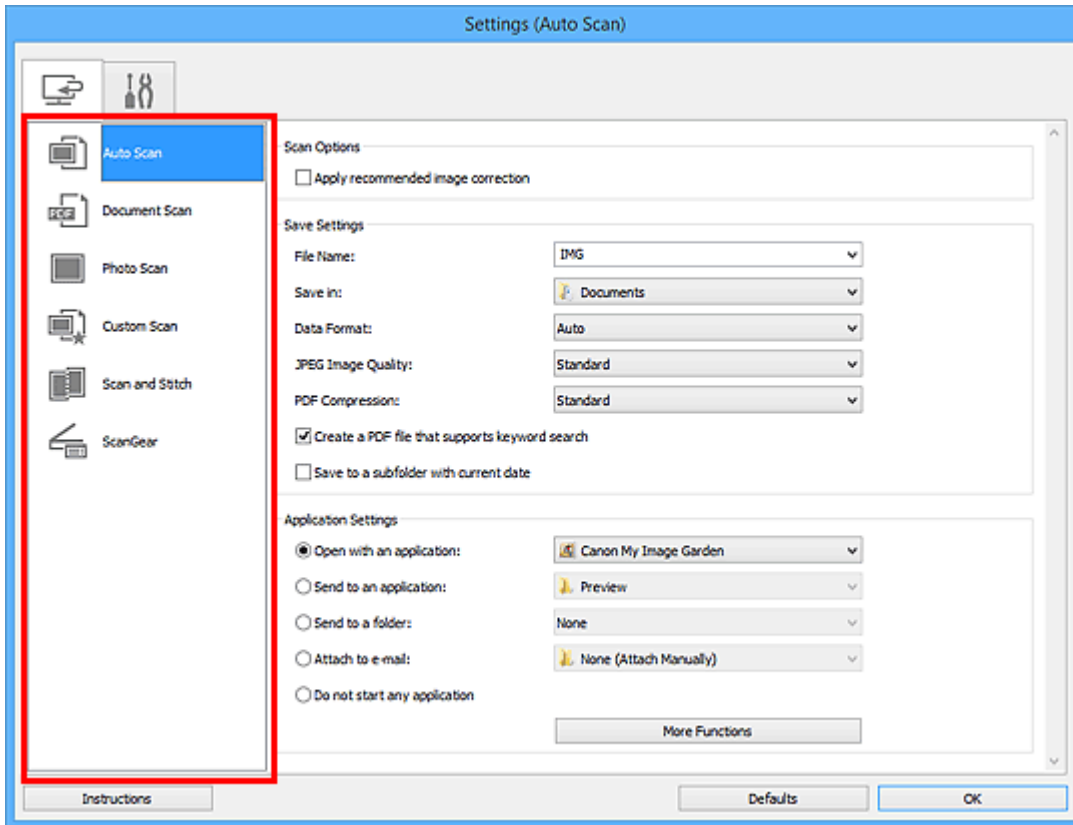 Settings (Auto Scan)
Auto Scan
Document Scan
PDF
Photo Scan
Custom Scan
Scan and Stitch
ScanGear
Scan Options
Apply recommended image correction
Save Settings
File Name: IMG
Save in: Documents
Data Format: Auto
JPEG Image Quality: Standard
PDF Compression: Standard
Create a PDF file that supports keyword search
Save to a subfolder with current date
Application Settings
Open with an application: Canon My Image Garden
Send to an application: Preview
Send to a folder: None
Attach to e-mail: None (Attach Manually)
Do not start any application
More Functions
Instructions Defaults OK